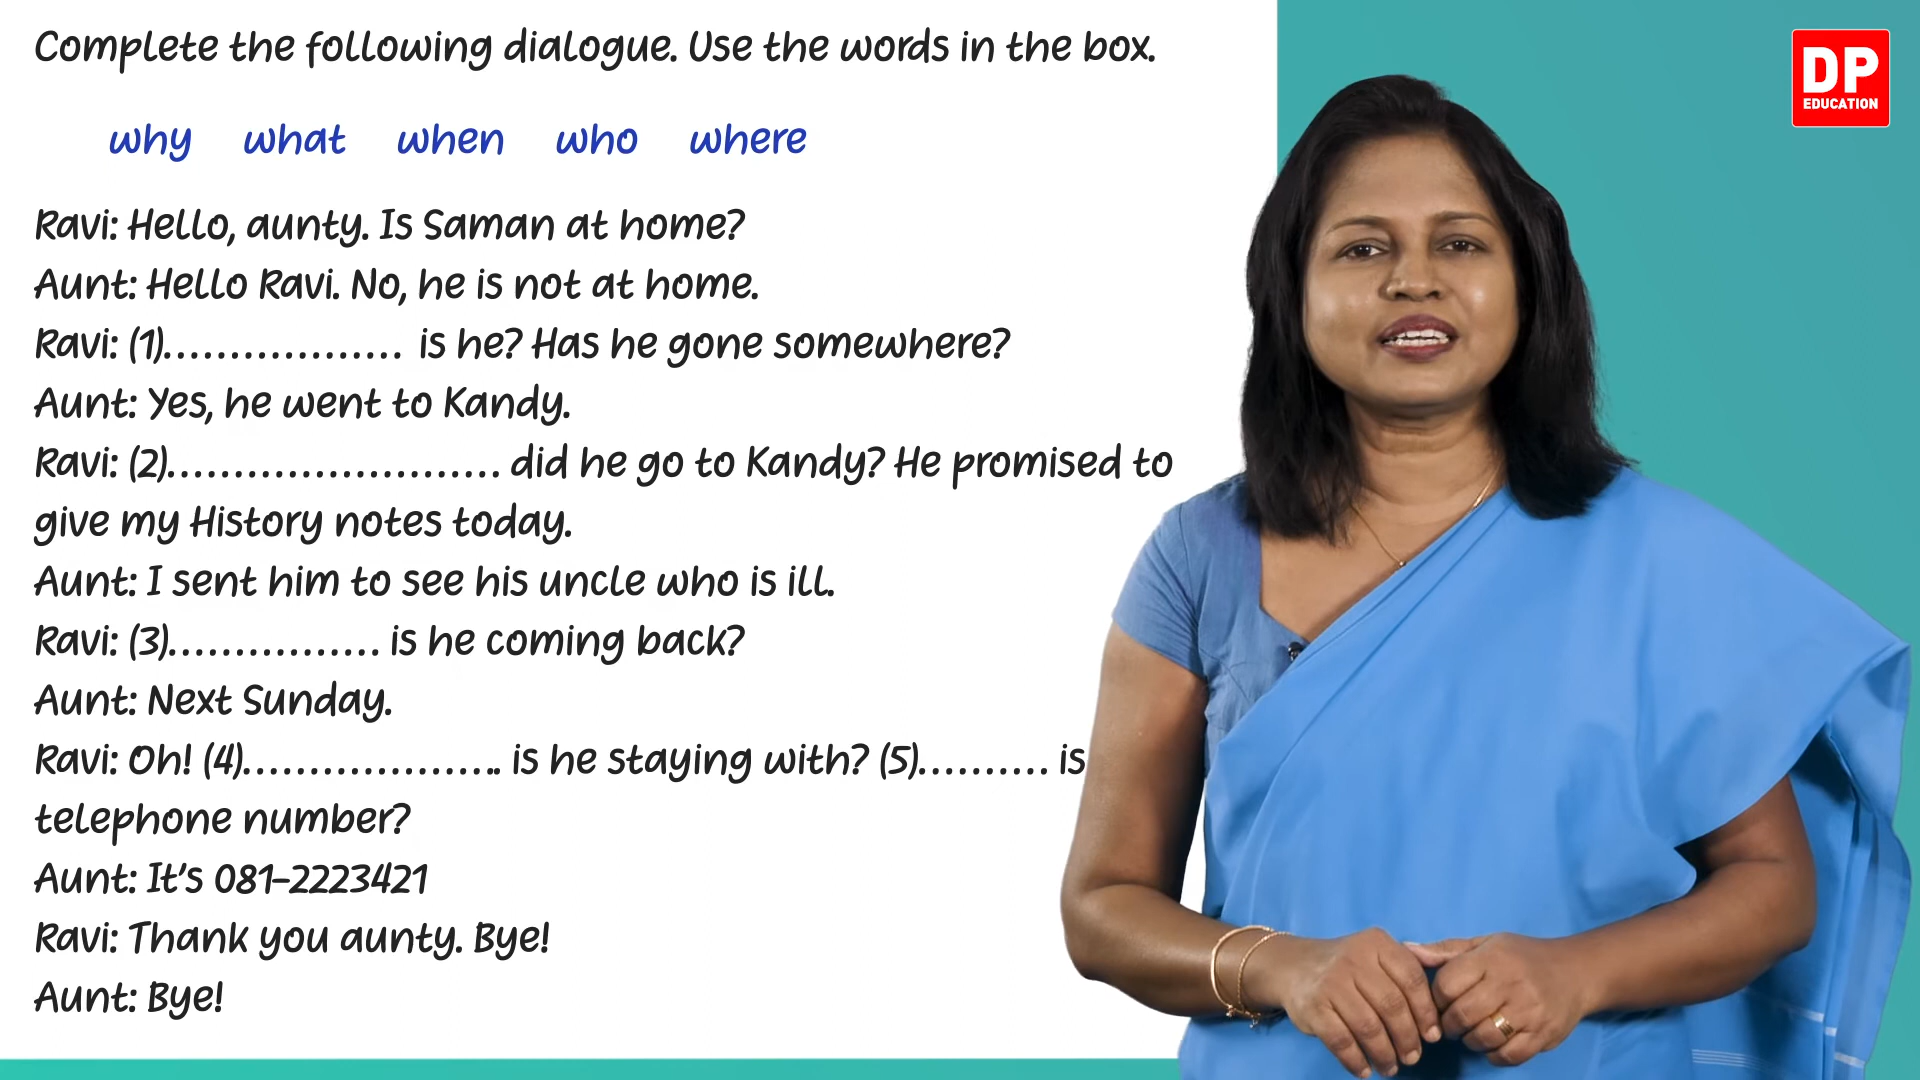 Complete the following dialogue. Use the words in the box.
why what when who where
Ravi: Hello, aunty. Is Saman at home?
Aunt: Hello Ravi. No, he is not at home.
Ravi: (1).................. is he? Has he gone somewhere?
Aunt: Yes, he went to Kandy.
Ravi: (2)......................... did he go to Kandy? He promised to
give my History notes today.
Aunt: I sent him to see his uncle who is ill.
Ravi: (3)................ is he coming back?
Aunt: Next Sunday.
Ravi: Oh! (4).................... is he staying with? (5).......... is
telephone number?
Aunt: It's 081-2223421
Ravi: Thank you aunty. Bye!
Aunt: Bye!
DP
EDUCATION